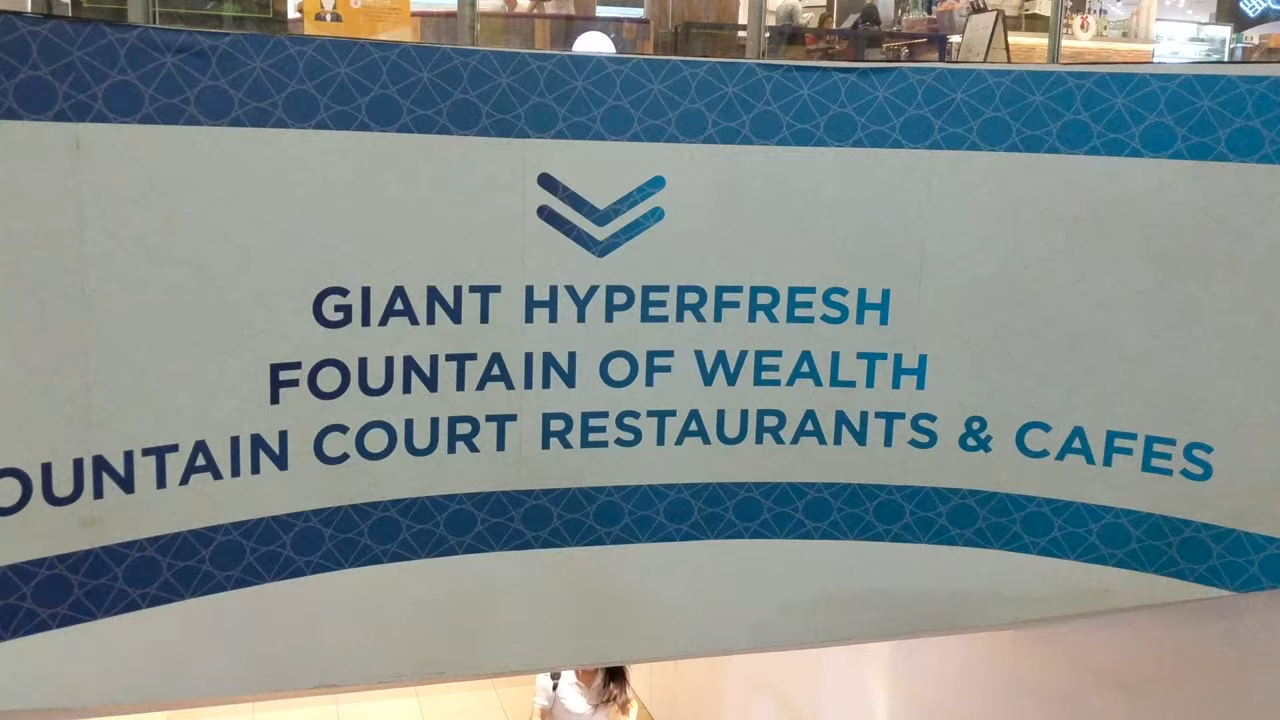 GIANT HYPERFRESH
FOUNTAIN OF WEALTH
OUNTAIN COURT RESTAURANTS & CAFES